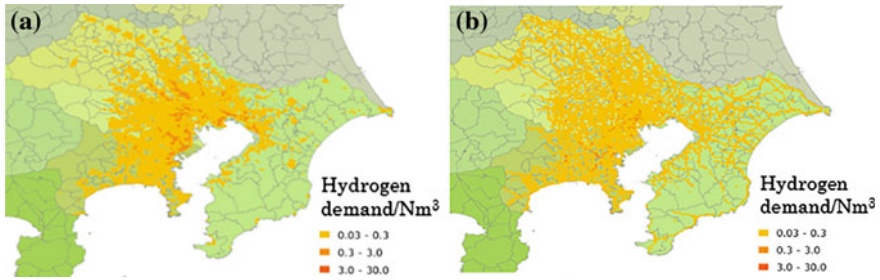 (a)
Hydrogen
demand/Nm³
0.03 - 0.3
0.3 - 3.0
3.0 - 30.0
(b)
Hydrogen
demand/Nm³
0.03 - 0.3
0.3 - 3.0
3.0 - 30.0